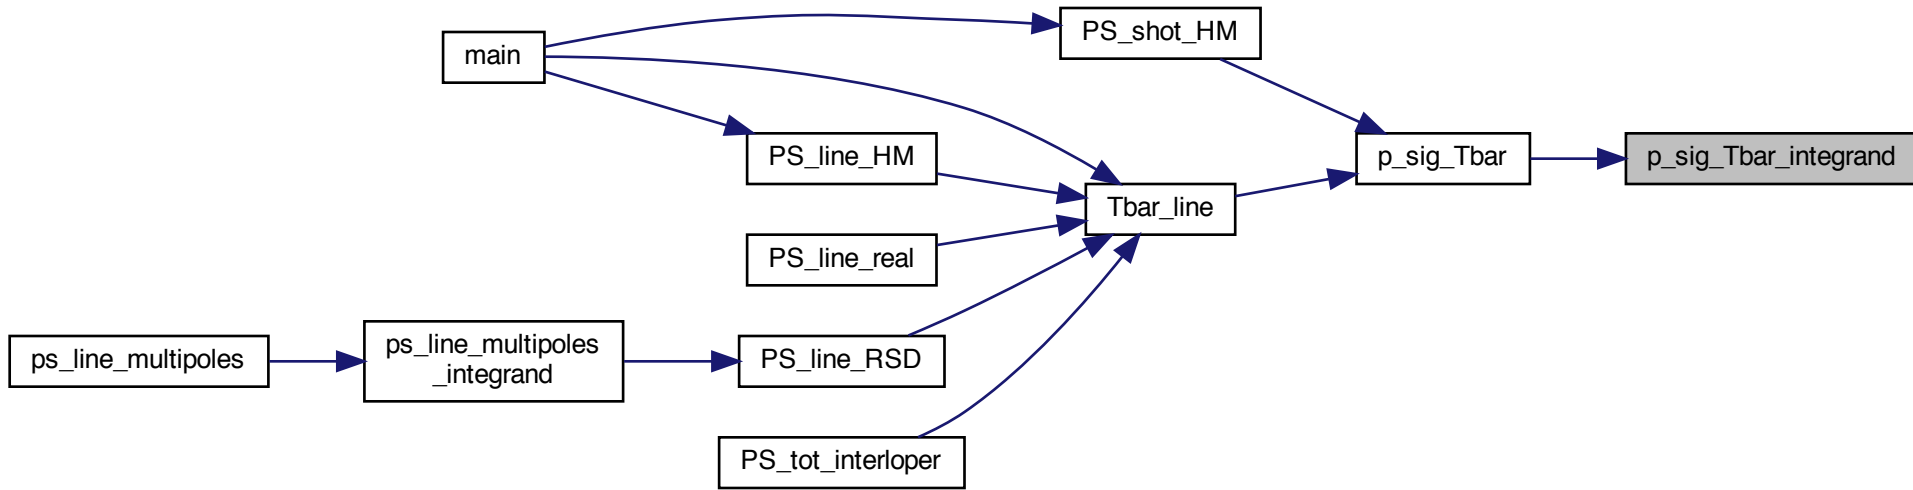 PS_shot_HM
main
PS_line_HM
p_sig_Tbar
p_sig_Tbar_integrand
Tbar_line
PS_line_real
ps_line_multipoles
ps_line_multipoles
_integrand
PS_line_RSD
PS_tot_interloper